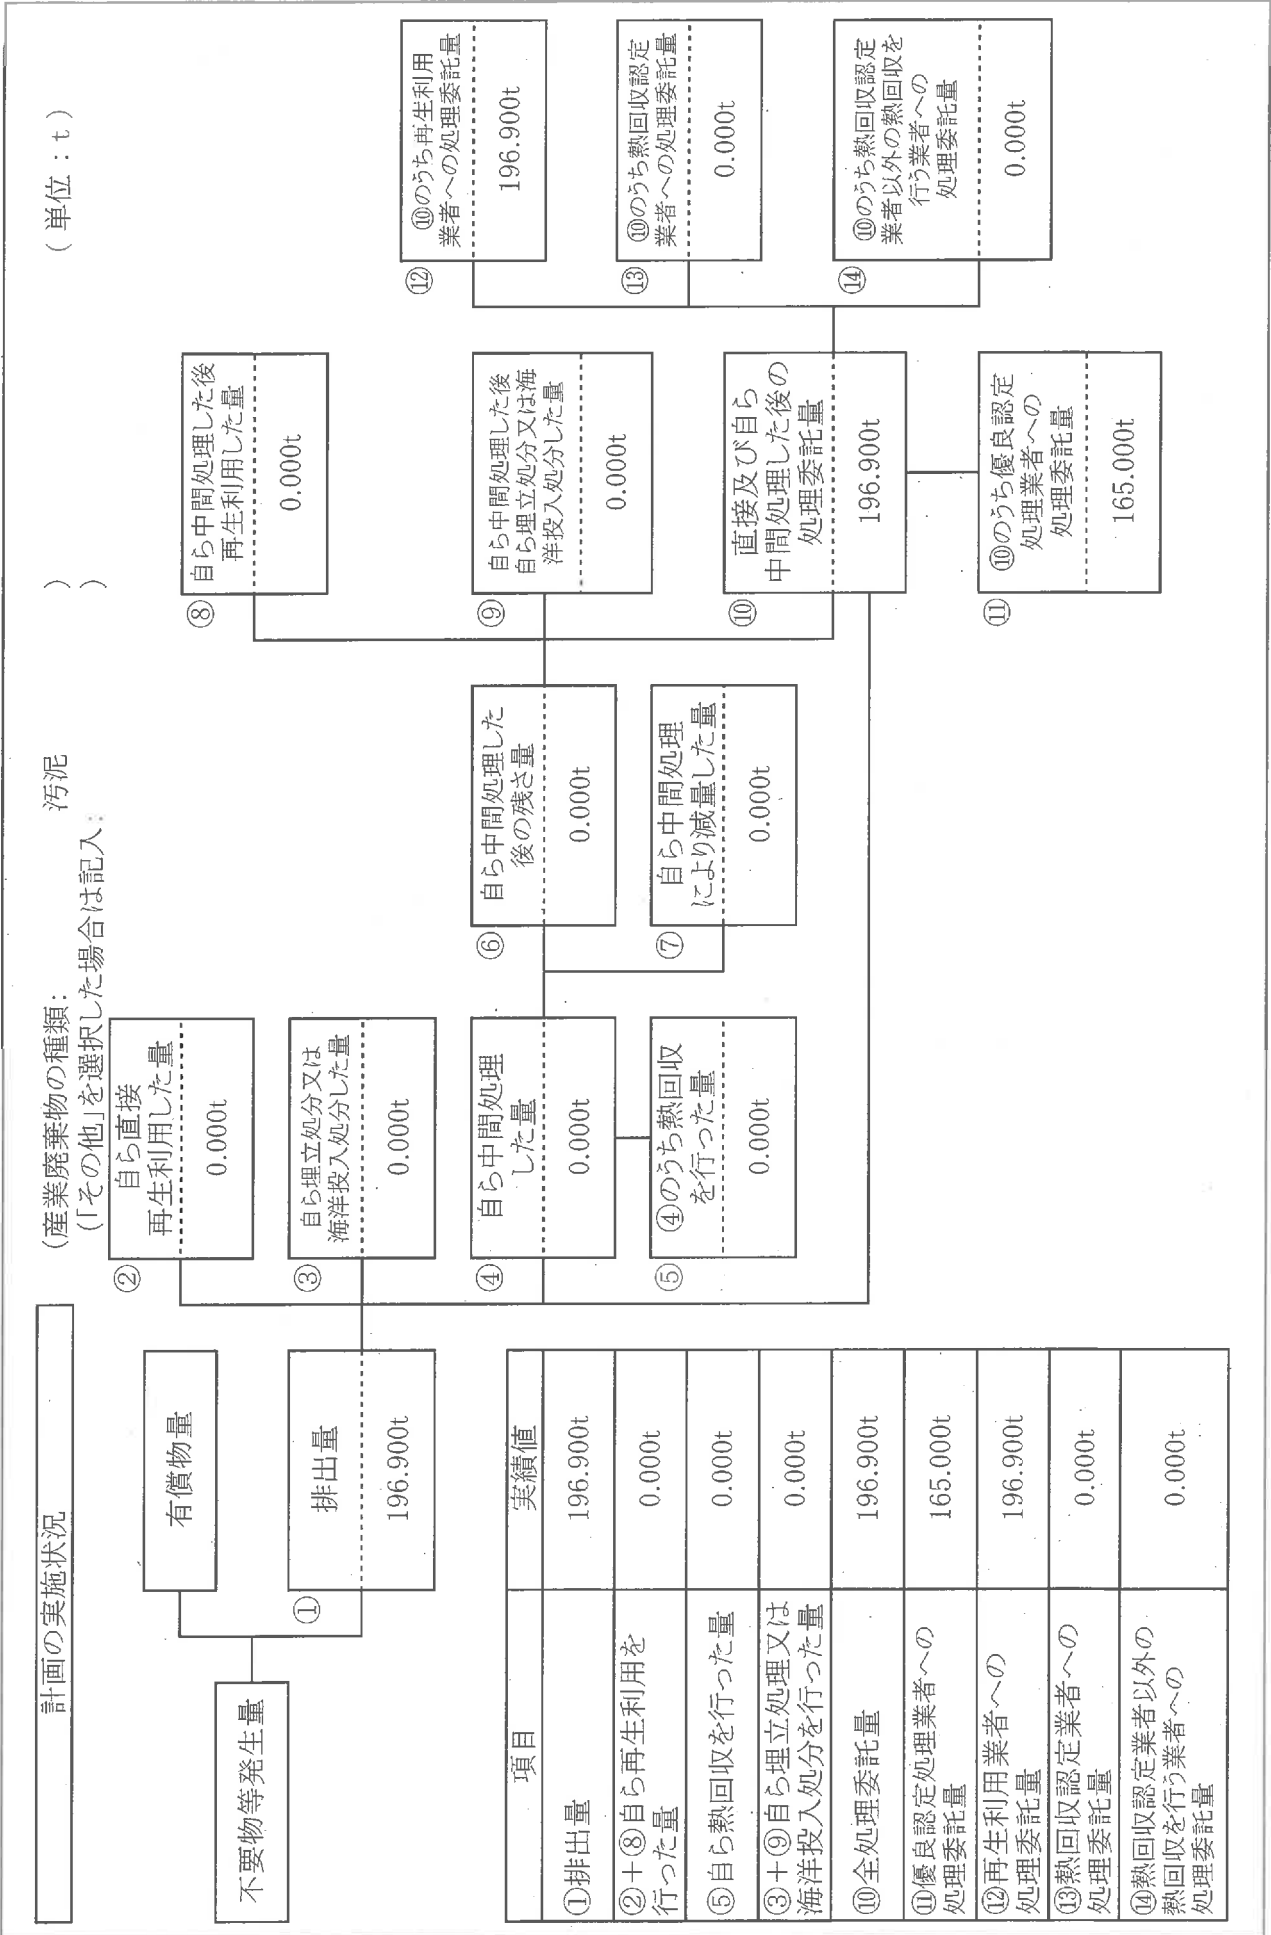 計画の実施状況
(産業廃棄物の種類: 汚泥 )
(「その他」を選択した場合は記入: )
(単位:t)
不要物等発生量
有償物量
①
排出量
196.900t
②
自ら直接
再生利用した量
0.000t
③
自ら埋立処分又は
海洋投入処分した量
0.000t
④
自ら中間処理
した量
0.000t
⑤
④のうち熱回収
を行った量
0.000t
⑥
自ら中間処理した
後の残さ量
0.000t
⑦
自ら中間処理
により減量した量
0.000t
⑧
自ら中間処理した後
再生利用した量
0.000t
⑨
自ら中間処理した後
自ら埋立処分又は海
洋投入処分した量
0.000t
⑩
直接及び自ら
中間処理した後の
処理委託量
196.900t
⑪
⑩のうち優良認定
処理業者への
処理委託量
165.000t
⑫
⑩のうち再生利用
業者への処理委託量
196.900t
⑬
⑩のうち熱回収認定
業者への処理委託量
0.000t
⑭
⑩のうち熱回収認定
業者以外の熱回収を
行う業者への
処理委託量
0.000t
項目 実績値
①排出量 196.900t
②+⑧自ら再生利用を
行った量 0.000t
⑤自ら熱回収を行った量 0.000t
③+⑨自ら埋立処理又は
海洋投入処分を行った量 0.000t
⑩全処理委託量 196.900t
⑪優良認定処理業者への
処理委託量 165.000t
⑫再生利用業者への
処理委託量 196.900t
⑬熱回収認定業者への
処理委託量 0.000t
⑭熱回収認定業者以外の
熱回収を行う業者への
処理委託量 0.000t